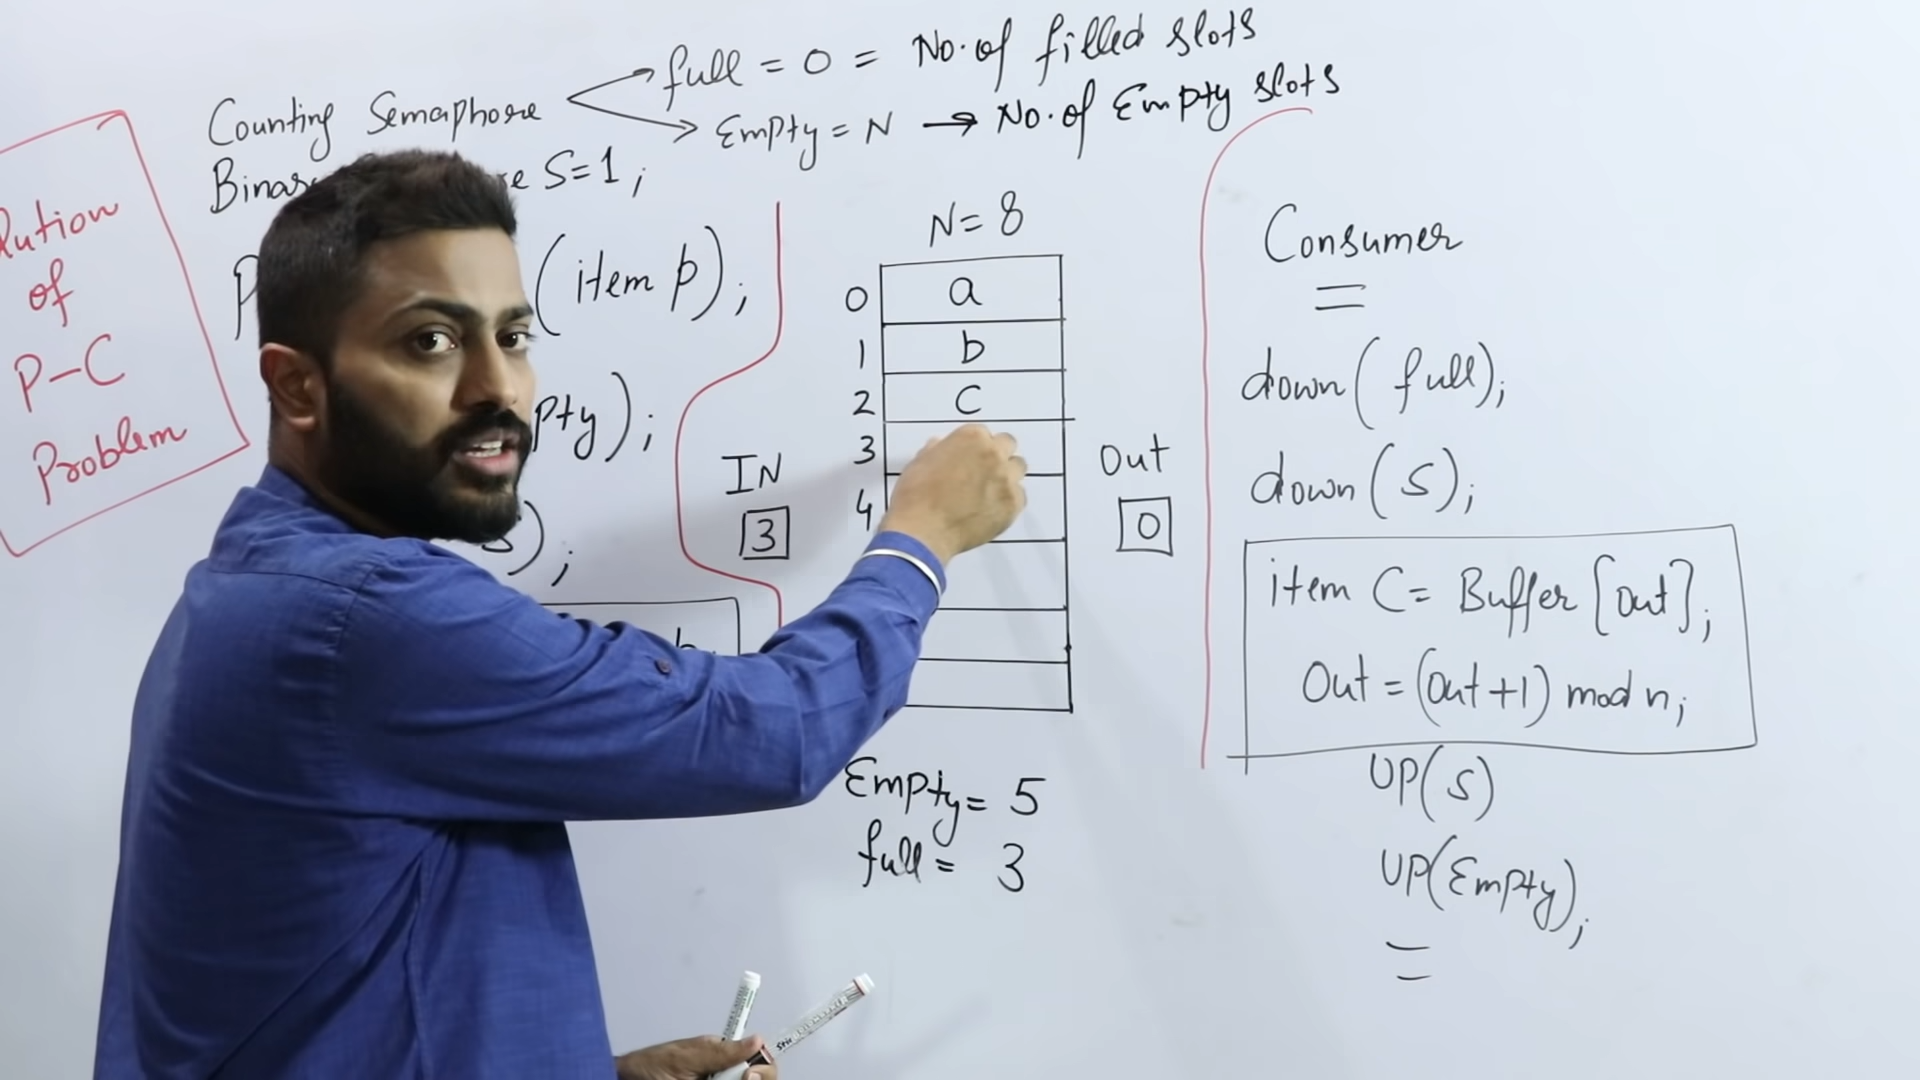 full = 0 = No. of filled slots
Counting Semaphore
Empty = N → No. of Empty slots
S=1;
lution
of
P-C
Problem
(item p);
pty);
S);
N=8
0 a
1 b
2 C
3
4
IN
3
Out
0
Empty= 5
full= 3
Consumer
=
down(full);
down(S);
item C= Buffer[out];
Out=(out+1) mod n;
UP(S)
UP(Empty);
=